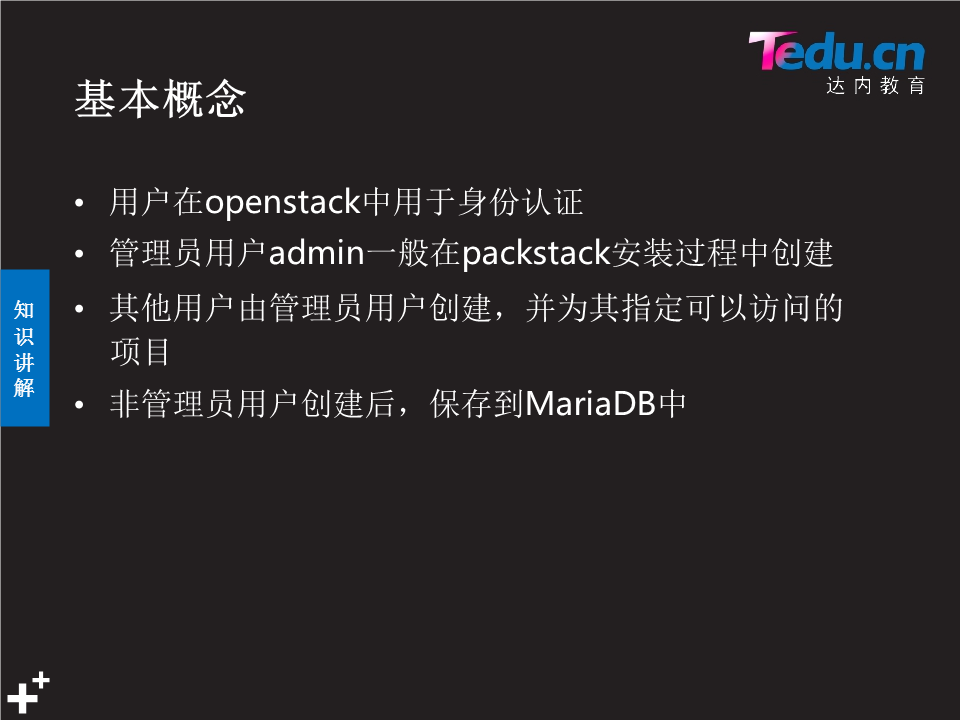 Tedu.cn
达内教育
基本概念
• 用户在openstack中用于身份认证
• 管理员用户admin一般在packstack安装过程中创建
• 其他用户由管理员用户创建，并为其指定可以访问的
项目
• 非管理员用户创建后，保存到MariaDB中
知
识
讲
解